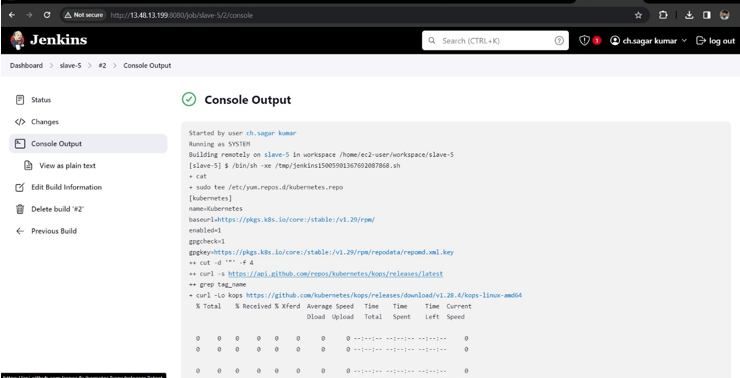 Not secure http://13.48.13.199:8080/job/slave-5/2/console
Jenkins
Search (CTRL+K)
1
ch.sagar kumar
log out
Dashboard > slave-5 > #2 > Console Output
Status
Changes
Console Output
View as plain text
Edit Build Information
Delete build '#2'
Previous Build
Console Output
Started by user ch.sagar kumar
Running as SYSTEM
Building remotely on slave-5 in workspace /home/ec2-user/workspace/slave-5
[slave-5] $ /bin/sh -xe /tmp/jenkins15005901367692087868.sh
+ cat
+ sudo tee /etc/yum.repos.d/kubernetes.repo
[kubernetes]
name=Kubernetes
baseurl=https://pkgs.k8s.io/core:/stable:/v1.29/rpm/
enabled=1
gpgcheck=1
gpgkey=https://pkgs.k8s.io/core:/stable:/v1.29/rpm/repodata/repomd.xml.key
++ cut -d '"' -f 4
++ curl -s https://api.github.com/repos/kubernetes/kops/releases/latest
++ grep tag_name
+ curl -Lo kops https://github.com/kubernetes/kops/releases/download/v1.28.4/kops-linux-amd64
% Total % Received % Xferd Average Speed Time Time Time Current
Dload Upload Total Spent Left Speed
0 0 0 0 0 0 0 0 --:--:-- --:--:-- --:--:-- 0
0 0 0 0 0 0 0 0 --:--:-- --:--:-- --:--:-- 0
0 0 0 0 0 0 0 0 --:--:-- --:--:-- --:--:-- 0